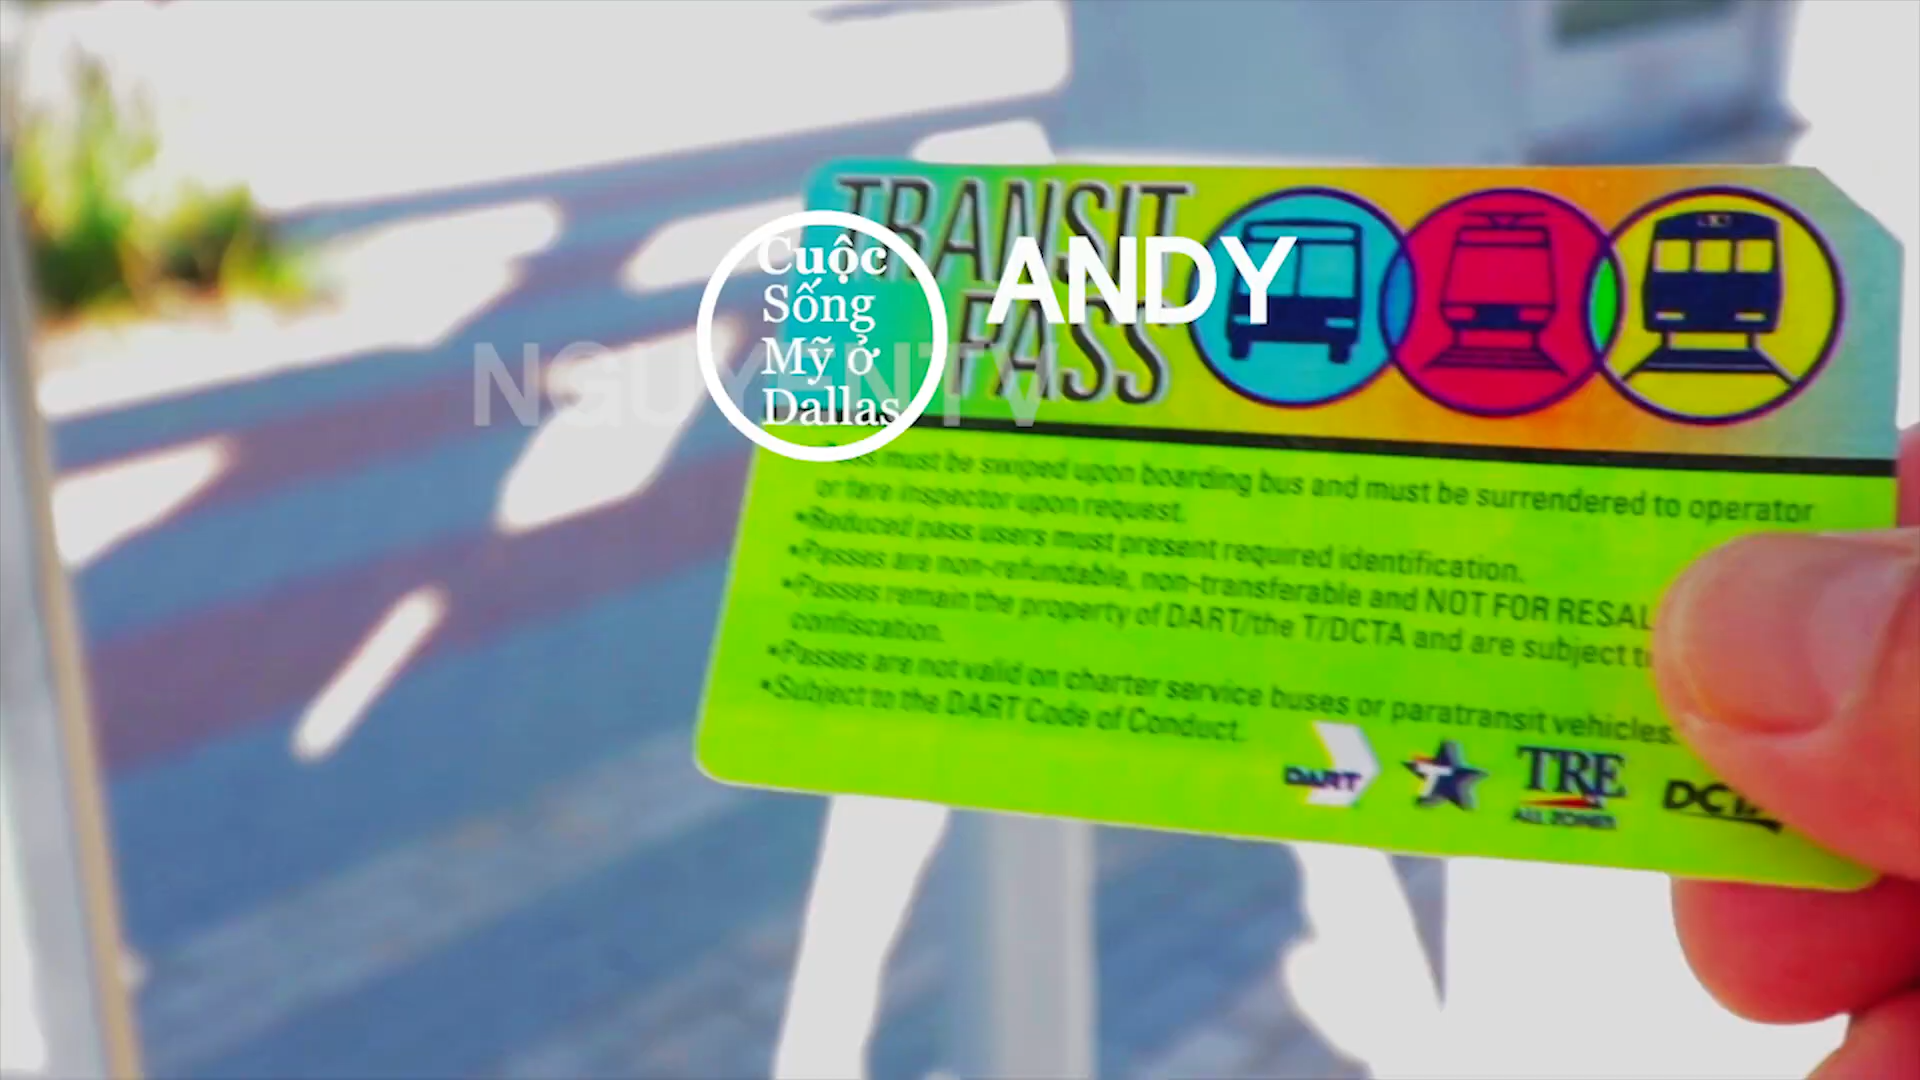 TRANSIT
PASS
Cuộc
Sống
Mỹ ở
Dallas
ANDY
NGUYENTV
must be swiped upon boarding bus and must be surrendered to operator
or fare inspector upon request.
•Reduced pass users must present required identification.
•Passes are non-refundable, non-transferable and NOT FOR RESAL
•Passes remain the property of DART/the T/DCTA and are subject t
confiscation.
•Passes are not valid on charter service buses or paratransit vehicles.
•Subject to the DART Code of Conduct.
DART
T
TRE
ALL ZONES
DCTA